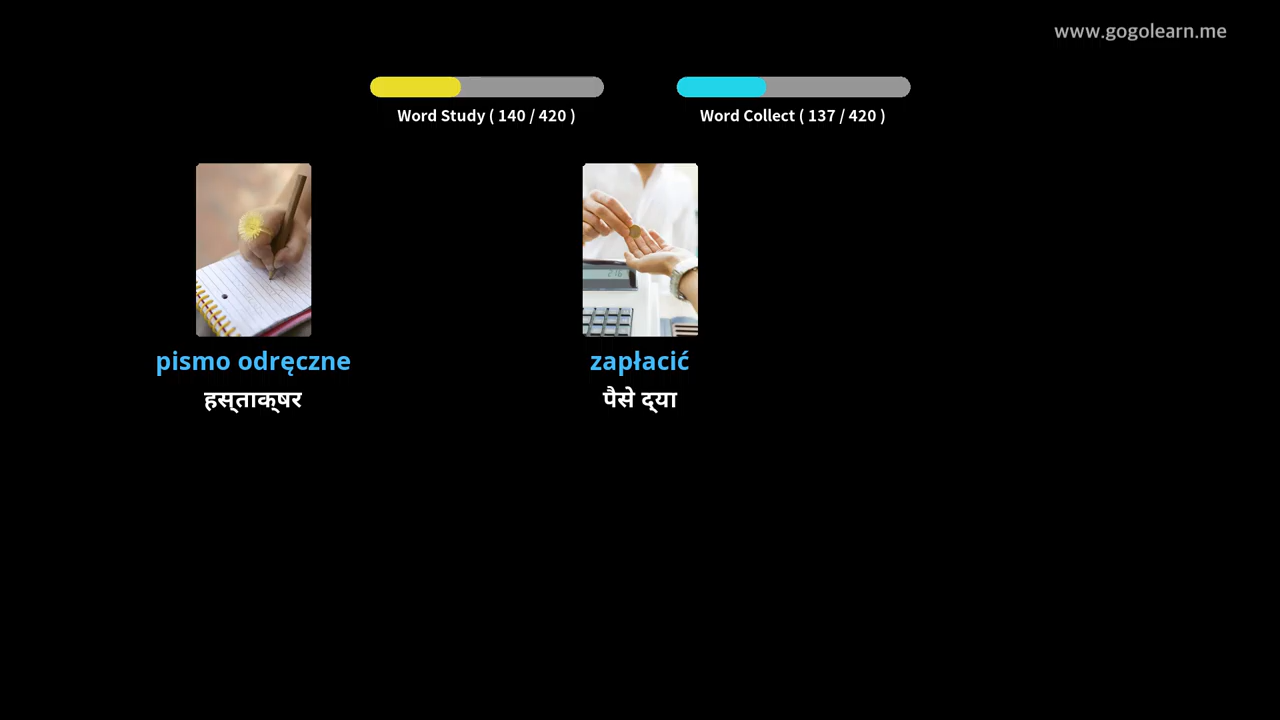 www.gogolearn.me
Word Study ( 140 / 420 )
Word Collect ( 137 / 420 )
pismo odręczne
zapłacić
हस्‌ताक्‌षर
पैसे द्‌या